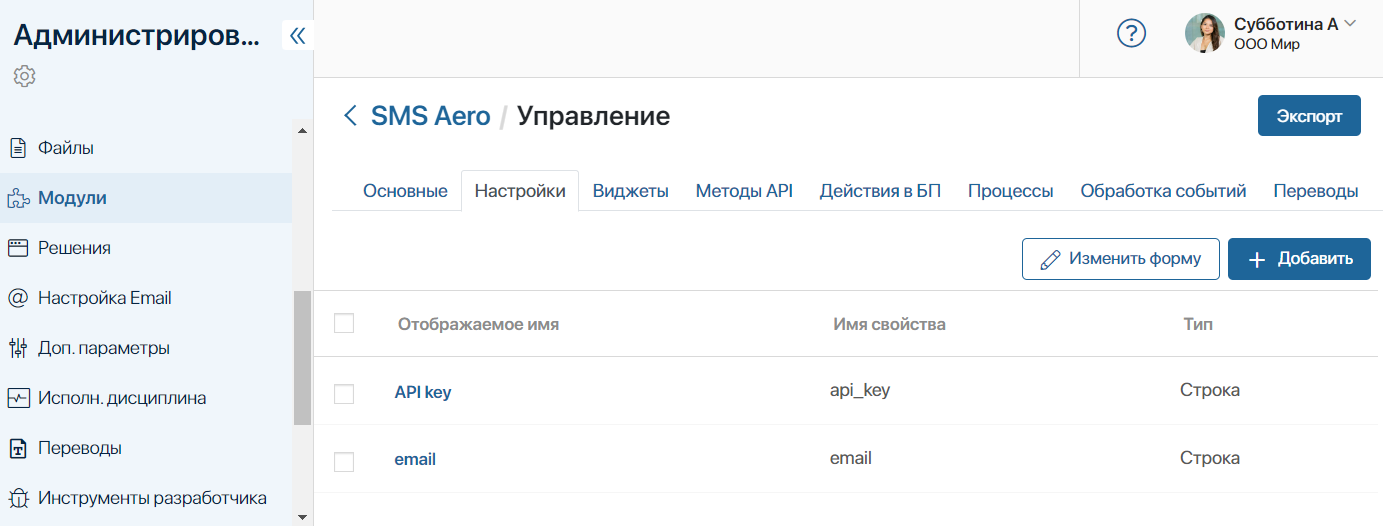 Администриров...
Файлы
Модули
Решения
Настройка Email
Доп. параметры
Исполн. дисциплина
Переводы
Инструменты разработчика
Субботина А
ООО Мир
SMS Aero / Управление
Экспорт
Основные Настройки Виджеты Методы API Действия в БП Процессы Обработка событий Переводы
Изменить форму
Добавить
Отображаемое имя Имя свойства Тип
API key api_key Строка
email email Строка